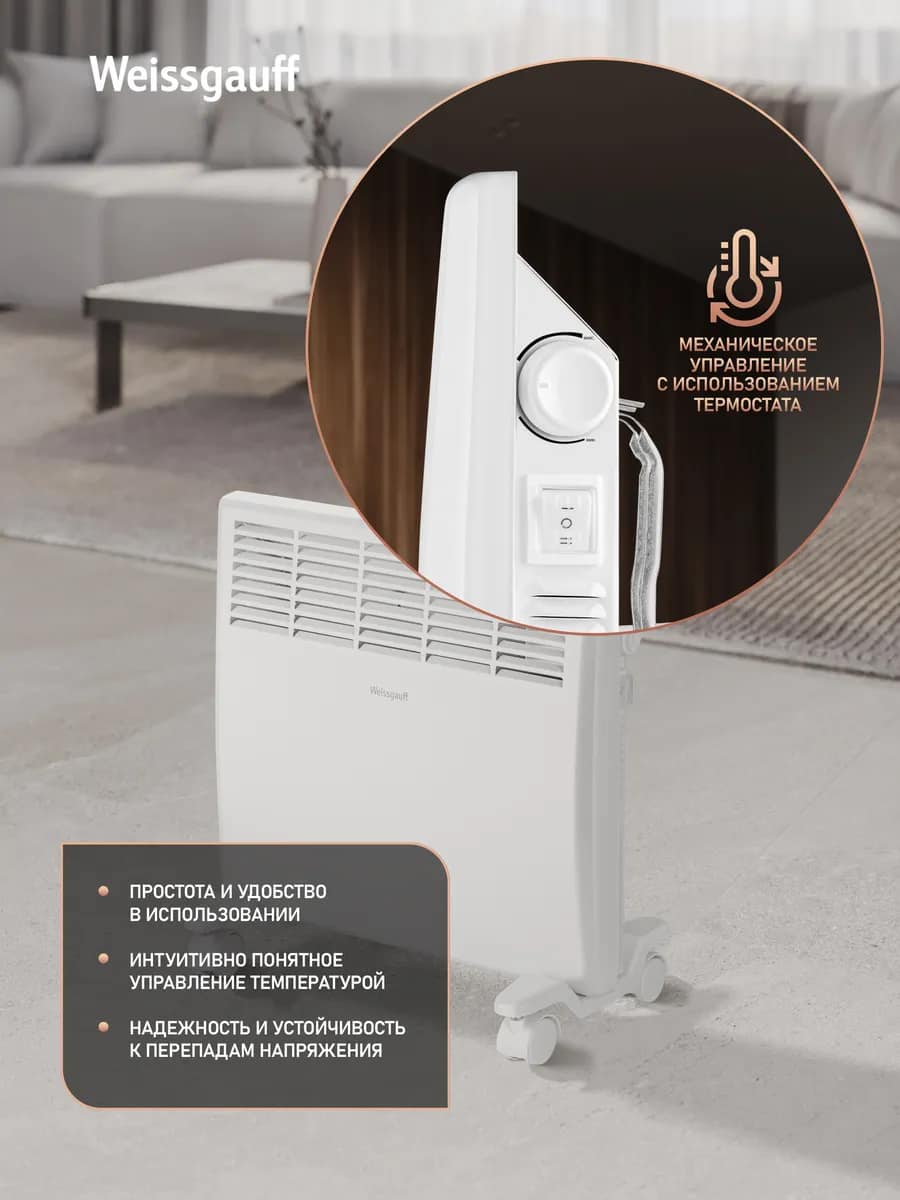 Weissgauff
МЕХАНИЧЕСКОЕ
УПРАВЛЕНИЕ
С ИСПОЛЬЗОВАНИЕМ
ТЕРМОСТАТА
Weissgauff
ПРОСТОТА И УДОБСТВО
В ИСПОЛЬЗОВАНИИ
ИНТУИТИВНО ПОНЯТНОЕ
УПРАВЛЕНИЕ ТЕМПЕРАТУРОЙ
НАДЕЖНОСТЬ И УСТОЙЧИВОСТЬ
К ПЕРЕПАДАМ НАПРЯЖЕНИЯ